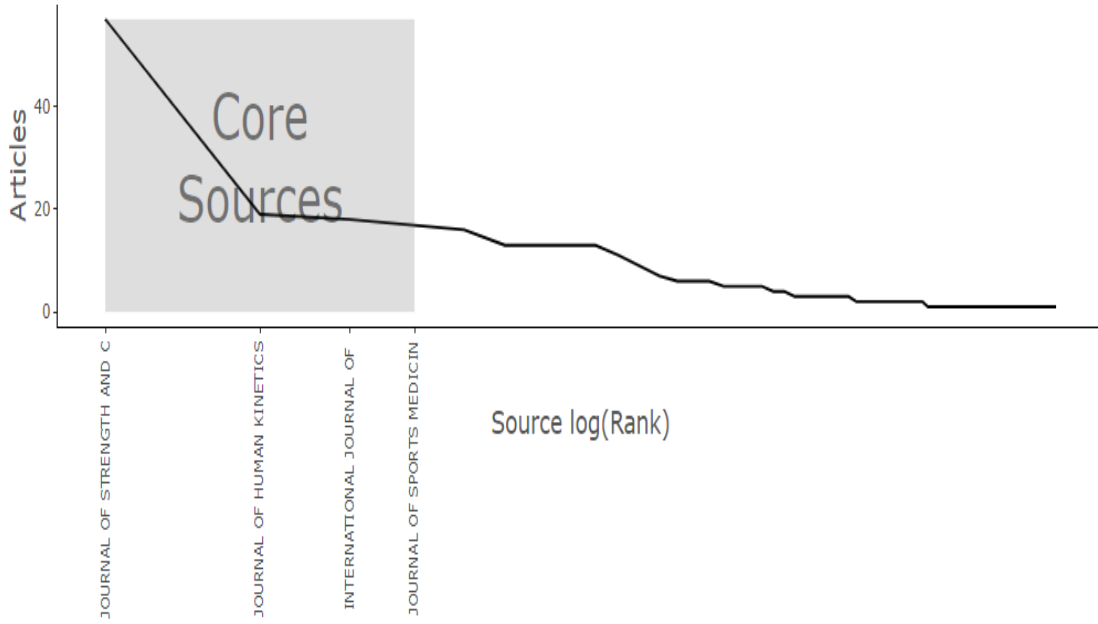 Core
Sources
Articles
40
20
0
JOURNAL OF STRENGTH AND C
JOURNAL OF HUMAN KINETICS
INTERNATIONAL JOURNAL OF
JOURNAL OF SPORTS MEDICIN
Source log(Rank)